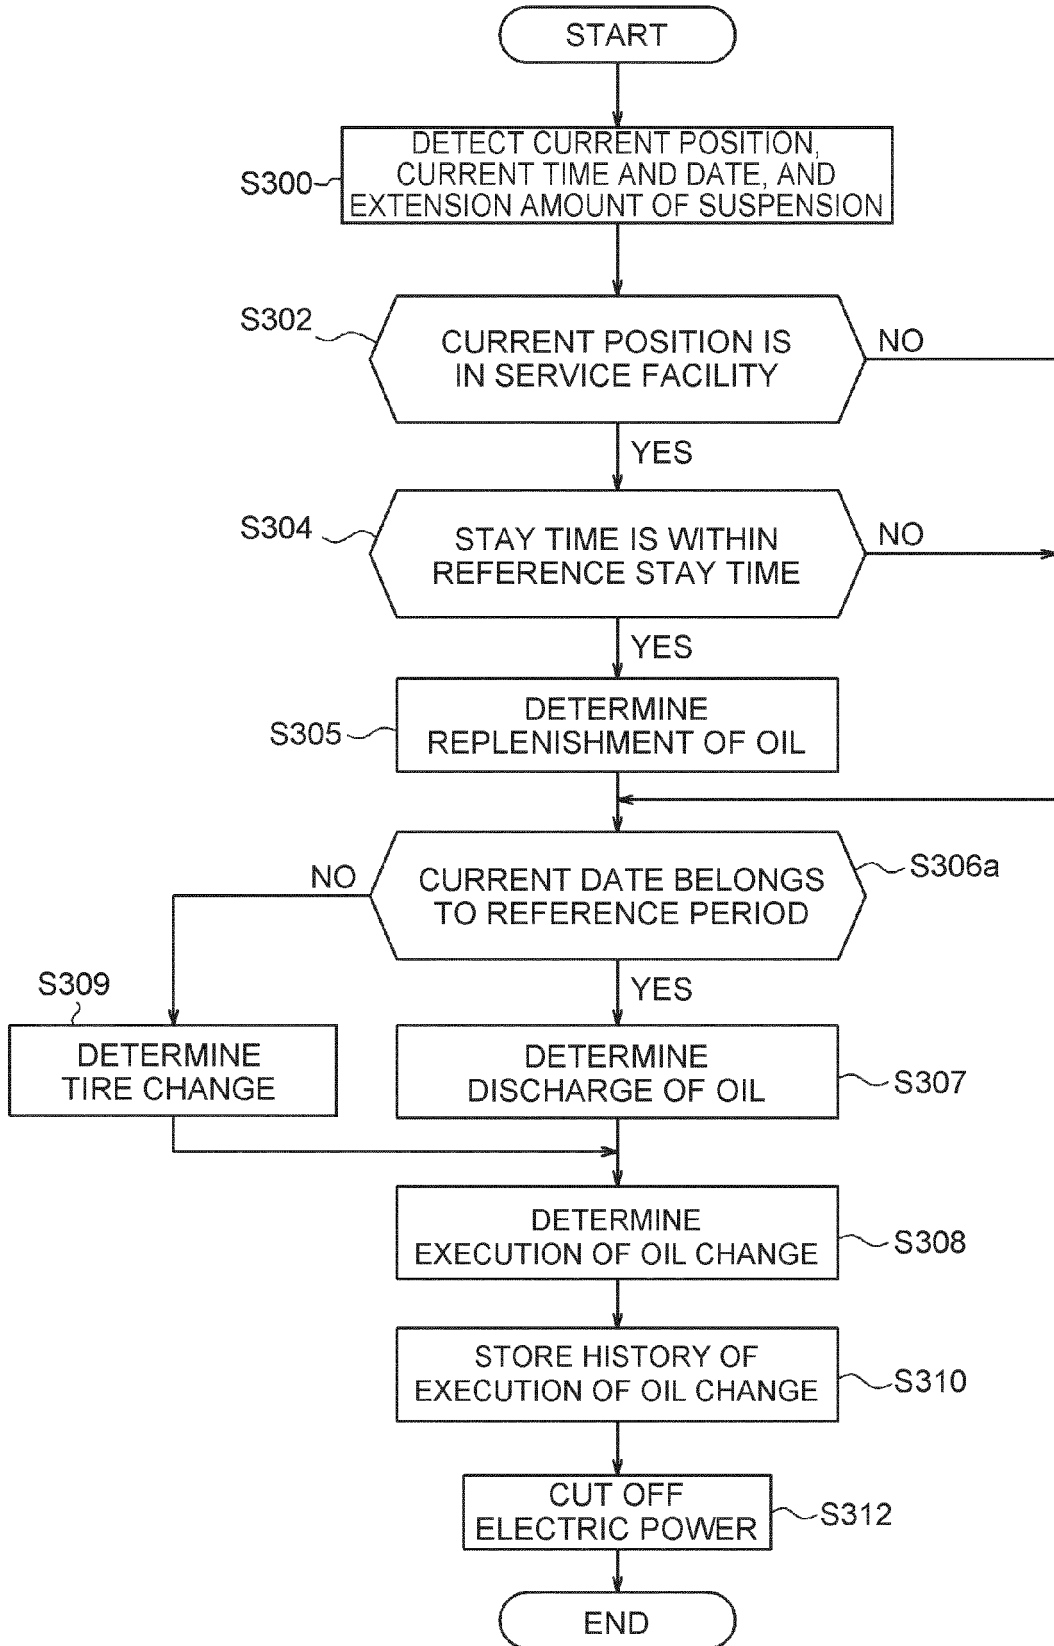 START
DETECT CURRENT POSITION,
CURRENT TIME AND DATE, AND
EXTENSION AMOUNT OF SUSPENSION
S300
S302
CURRENT POSITION IS
IN SERVICE FACILITY
NO
YES
S304
STAY TIME IS WITHIN
REFERENCE STAY TIME
NO
YES
S305
DETERMINE
REPLENISHMENT OF OIL
NO
CURRENT DATE BELONGS
TO REFERENCE PERIOD
S306a
YES
S309
DETERMINE
TIRE CHANGE
DETERMINE
DISCHARGE OF OIL
S307
DETERMINE
EXECUTION OF OIL CHANGE
S308
STORE HISTORY OF
EXECUTION OF OIL CHANGE
S310
CUT OFF
ELECTRIC POWER
S312
END